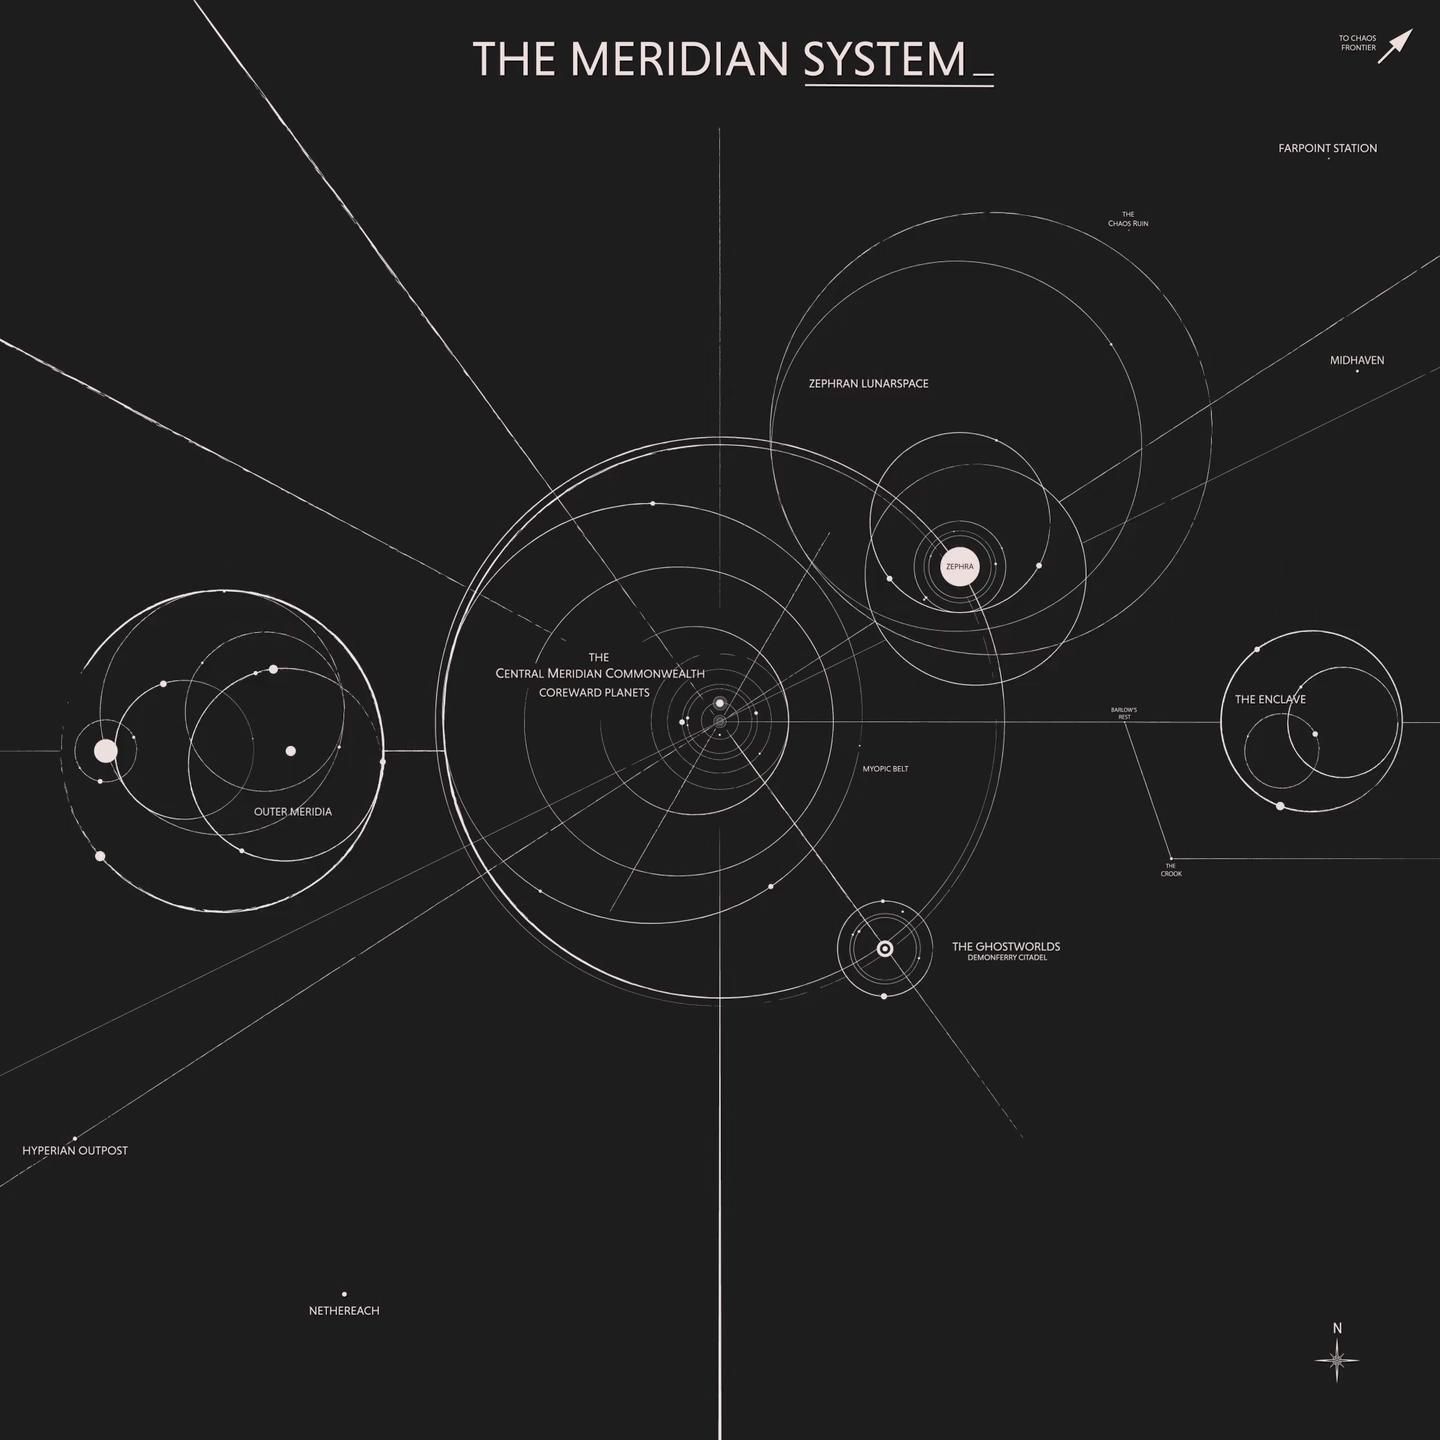 THE MERIDIAN SYSTEM_
TO CHAOS
FRONTIER
FARPOINT STATION
THE
CHAOS RUIN
MIDHAVEN
ZEPHRAN LUNARSPACE
ZEPHRA
THE
CENTRAL MERIDIAN COMMONWEALTH
COREWARD PLANETS
THE ENCLAVE
BARLOW'S
REST
MYOPIC BELT
OUTER MERIDIA
THE
CROOK
THE GHOSTWORLDS
DEMONFERRY CITADEL
HYPERIAN OUTPOST
NETHEREACH
N